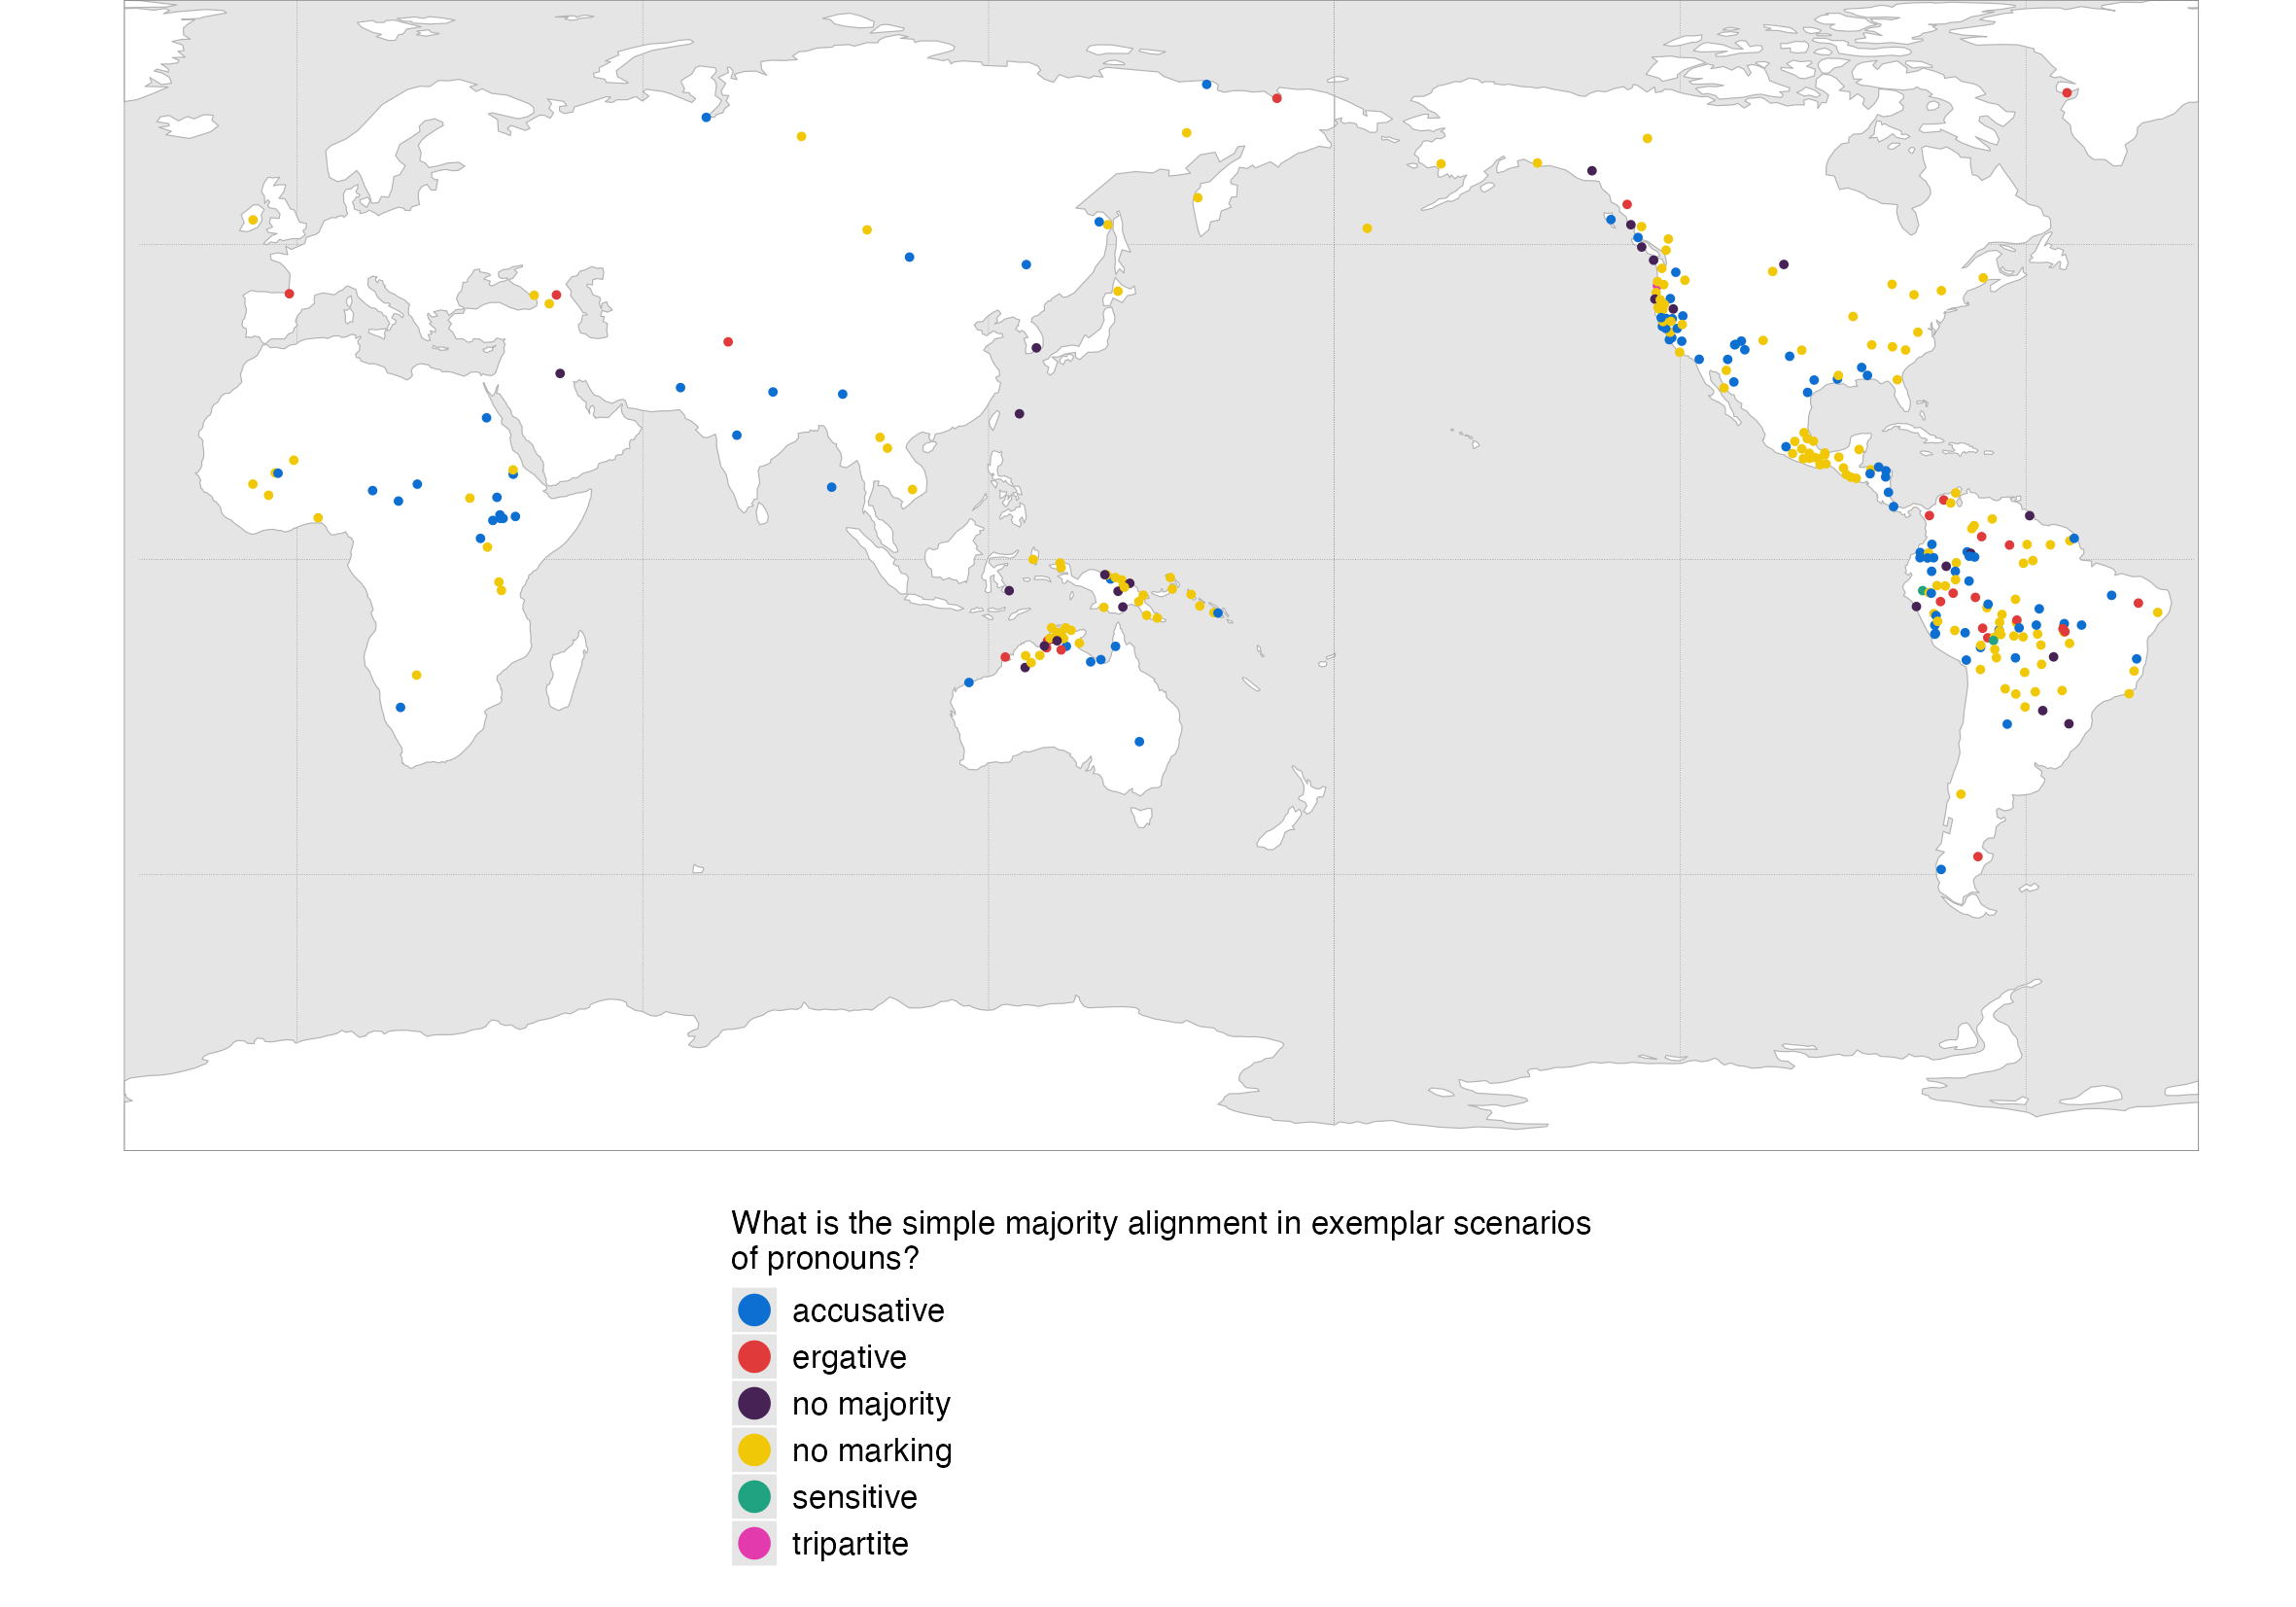 What is the simple majority alignment in exemplar scenarios
of pronouns?
accusative
ergative
no majority
no marking
sensitive
tripartite